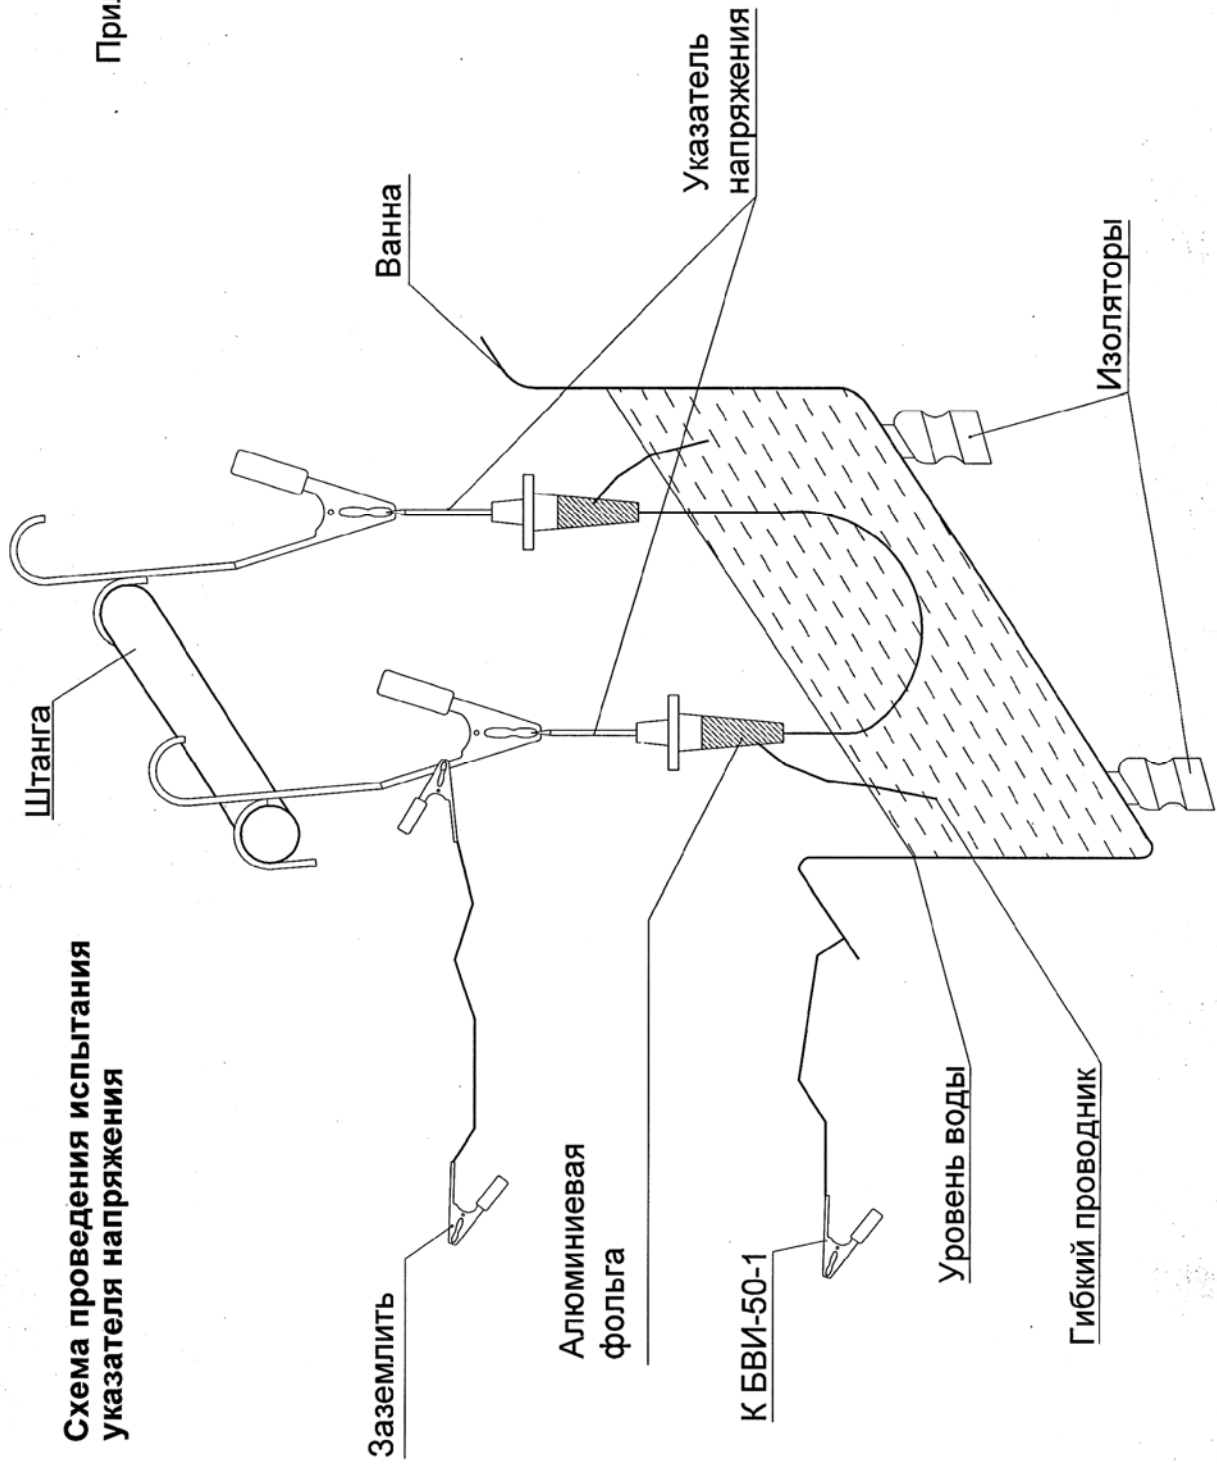 Схема проведения испытания
указателя напряжения
Штанга
Ванна
Указатель
напряжения
Заземлить
Алюминиевая
фольга
К БВИ-50-1
Уровень воды
Гибкий проводник
Изоляторы